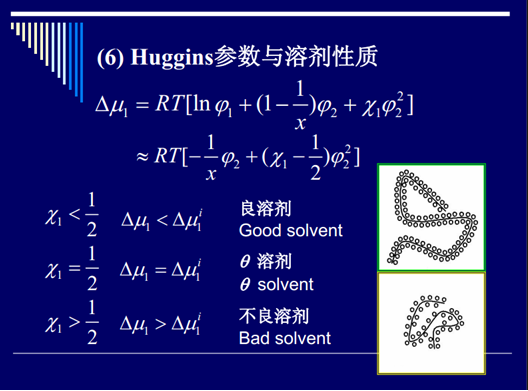 (6) Huggins参数与溶剂性质
Δμ₁ = RT[ln φ₁ + (1 − 1/x)φ₂ + χ₁φ₂²]
≈ RT[−1/x φ₂ + (χ₁ − 1/2)φ₂²]
χ₁ < 1/2 Δμ₁ < Δμ₁ⁱ 良溶剂
Good solvent
χ₁ = 1/2 Δμ₁ = Δμ₁ⁱ θ 溶剂
θ solvent
χ₁ > 1/2 Δμ₁ > Δμ₁ⁱ 不良溶剂
Bad solvent